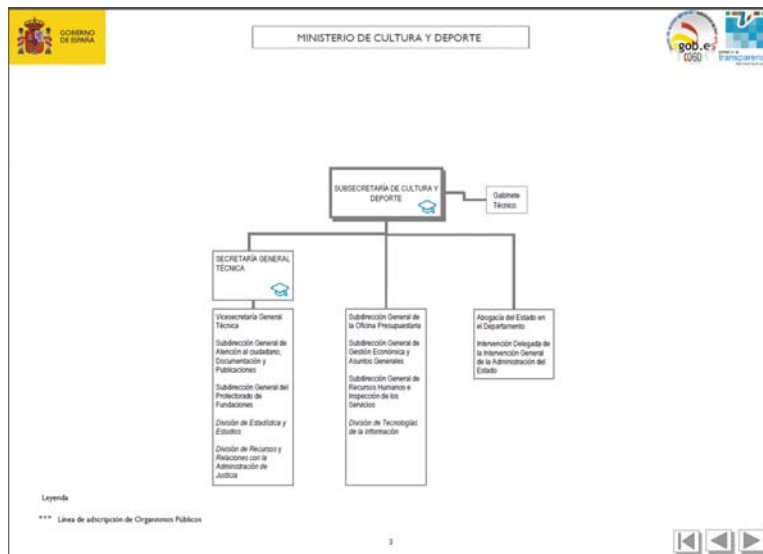 GOBIERNO
DE ESPAÑA
MINISTERIO DE CULTURA Y DEPORTE
gob.es
060
transparencia
SUBSECRETARÍA DE CULTURA Y
DEPORTE
Gabinete
Técnico
SECRETARÍA GENERAL
TÉCNICA
Vicesecretaría General
Técnica
Subdirección General de
Atención al ciudadano,
Documentación y
Publicaciones
Subdirección General del
Protectorado de
Fundaciones
División de Estadística y
Estudios
División de Recursos y
Relaciones con la
Administración de
Justicia
Subdirección General de
la Oficina Presupuestaria
Subdirección General de
Gestión Económica y
Asuntos Generales
Subdirección General de
Recursos Humanos e
Inspección de los
Servicios
División de Tecnologías
de la Información
Abogacía del Estado en
el Departamento
Intervención Delegada de
la Intervención General
de la Administración del
Estado
Leyenda
*** Línea de adscripción de Organismos Públicos
3